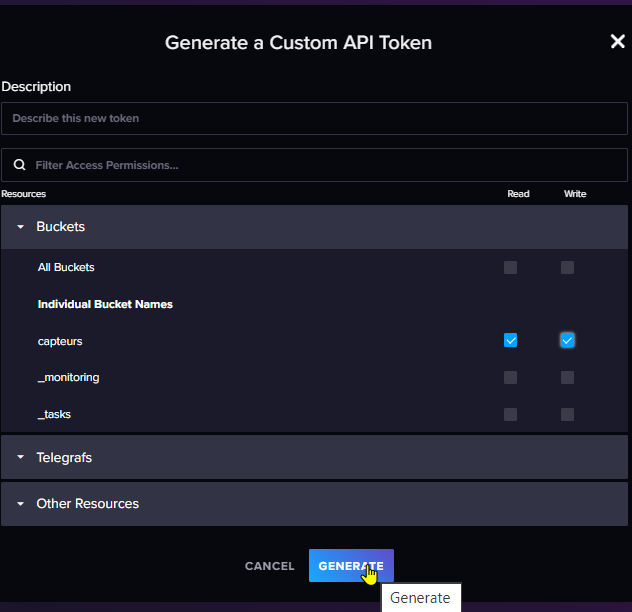 Generate a Custom API Token
Description
Describe this new token
Filter Access Permissions...
Resources Read Write
Buckets
All Buckets
Individual Bucket Names
capteurs
_monitoring
_tasks
Telegrafs
Other Resources
CANCEL GENERATE
Generate